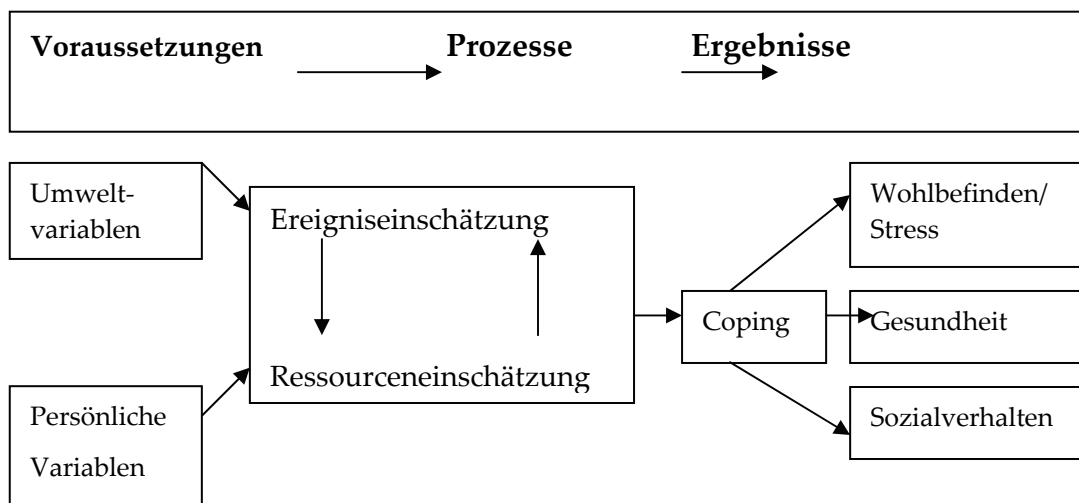 Voraussetzungen Prozesse Ergebnisse
Umwelt-
variablen
Ereigniseinschätzung
Ressourceneinschätzung
Persönliche
Variablen
Coping
Wohlbefinden/
Stress
Gesundheit
Sozialverhalten